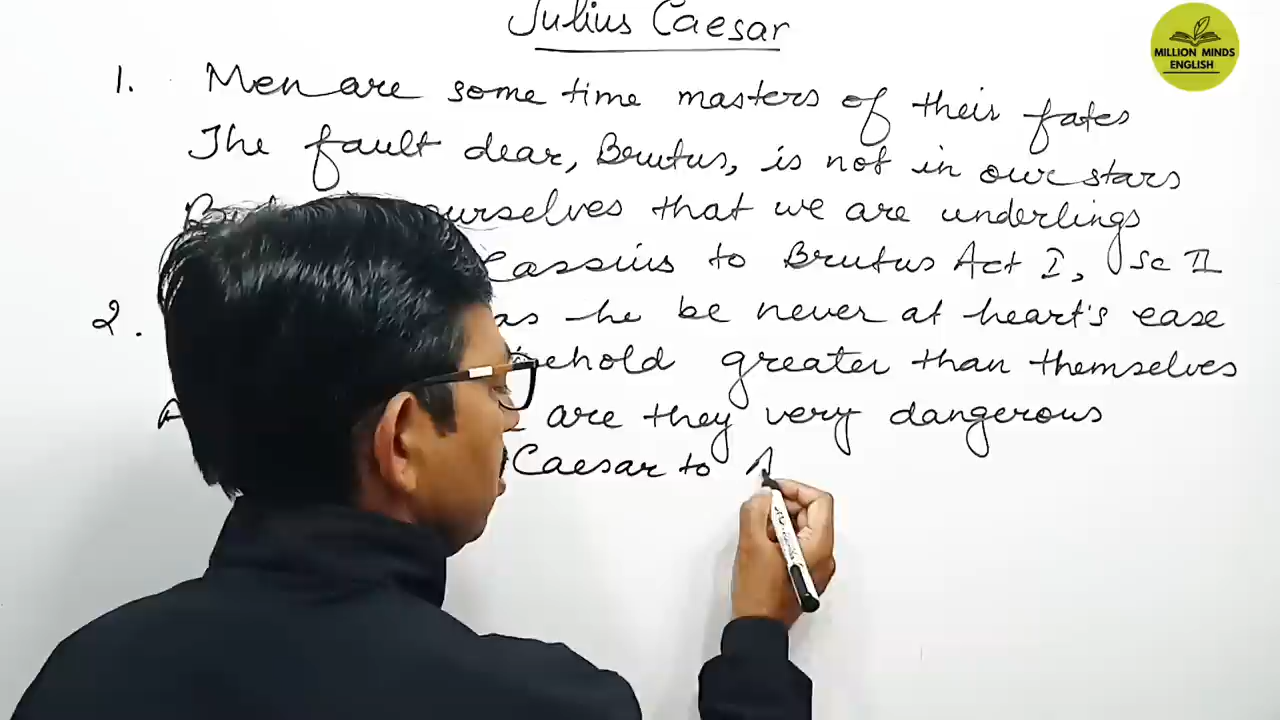 Julius Caesar
MILLION MINDS
ENGLISH
1. Men are some time masters of their fates
The fault dear, Brutus, is not in our stars
ourselves that we are underlings
Cassius to Brutus Act I, Sc II
2. as he be never at heart's ease
behold greater than themselves
are they very dangerous
Caesar to A